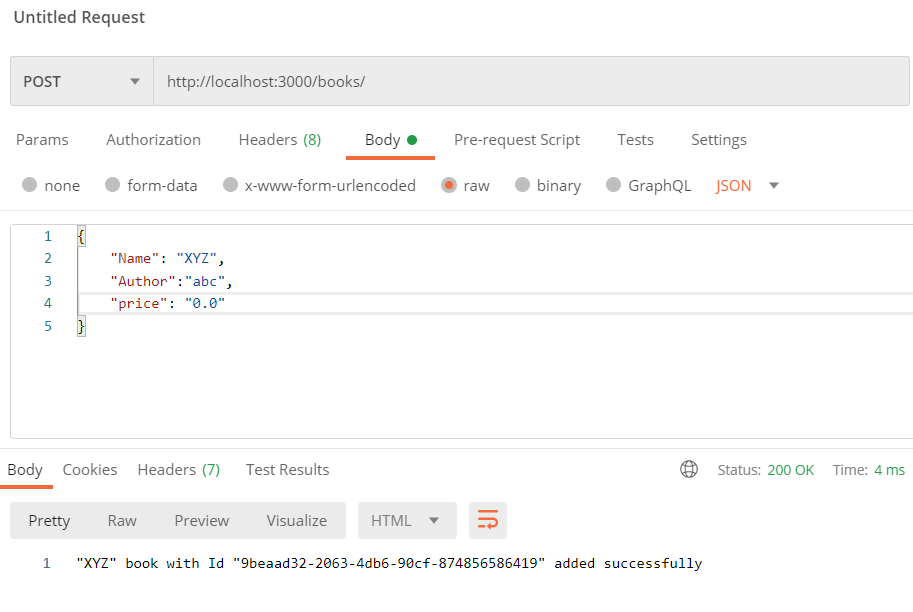 Untitled Request
POST http://localhost:3000/books/
Params Authorization Headers (8) Body Pre-request Script Tests Settings
none form-data x-www-form-urlencoded raw binary GraphQL JSON
1 {
2 "Name": "XYZ",
3 "Author":"abc",
4 "price": "0.0"
5 }
Body Cookies Headers (7) Test Results Status: 200 OK Time: 4 ms
Pretty Raw Preview Visualize HTML
1 "XYZ" book with Id "9beaad32-2063-4db6-90cf-874856586419" added successfully